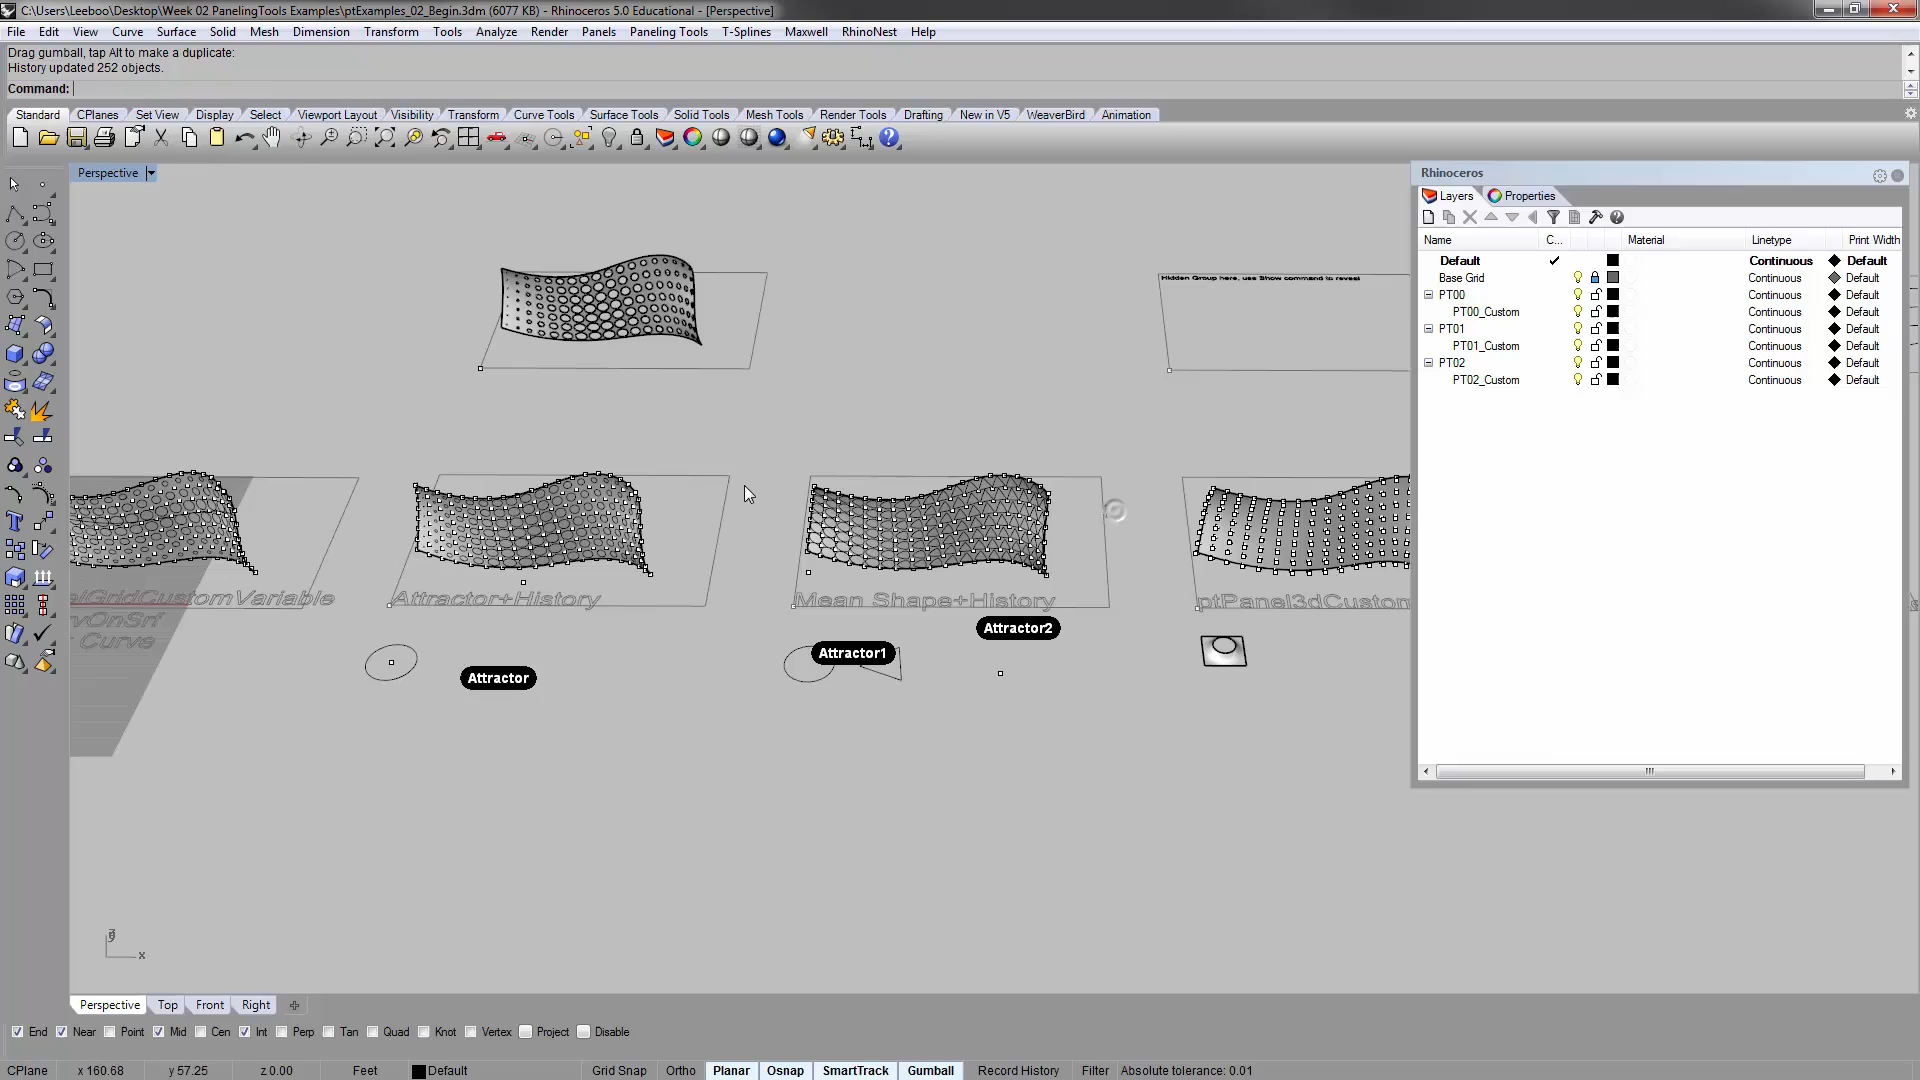 C:\Users\Leeboo\Desktop\Week 02 PanelingTools Examples\ptExamples_02_Begin.3dm (6077 KB) - Rhinoceros 5.0 Educational - [Perspective]
File Edit View Curve Surface Solid Mesh Dimension Transform Tools Analyze Render Panels Paneling Tools T-Splines Maxwell RhinoNest Help
Drag gumball, tap Alt to make a duplicate:
History updated 252 objects.
Command:
Standard CPlanes Set View Display Select Viewport Layout Visibility Transform Curve Tools Surface Tools Solid Tools Mesh Tools Render Tools Drafting New in V5 WeaverBird Animation
Perspective
Rhinoceros
Layers Properties
Name C... Material Linetype Print Width
Default Continuous Default
Base Grid Continuous Default
PT00 Continuous Default
PT00_Custom Continuous Default
PT01 Continuous Default
PT01_Custom Continuous Default
PT02 Continuous Default
PT02_Custom Continuous Default
Hidden Group here, use Show command to reveal
elGridCustomVariable
rvOnSrf
Curve
Attractor+History
Mean Shape+History
ptPanel3dCustom
Attractor2
Attractor1
Attractor
z
x
Perspective Top Front Right
End Near Point Mid Cen Int Perp Tan Quad Knot Vertex Project Disable
CPlane x 160.68 y 57.25 z 0.00 Feet Default Grid Snap Ortho Planar Osnap SmartTrack Gumball Record History Filter Absolute tolerance: 0.01